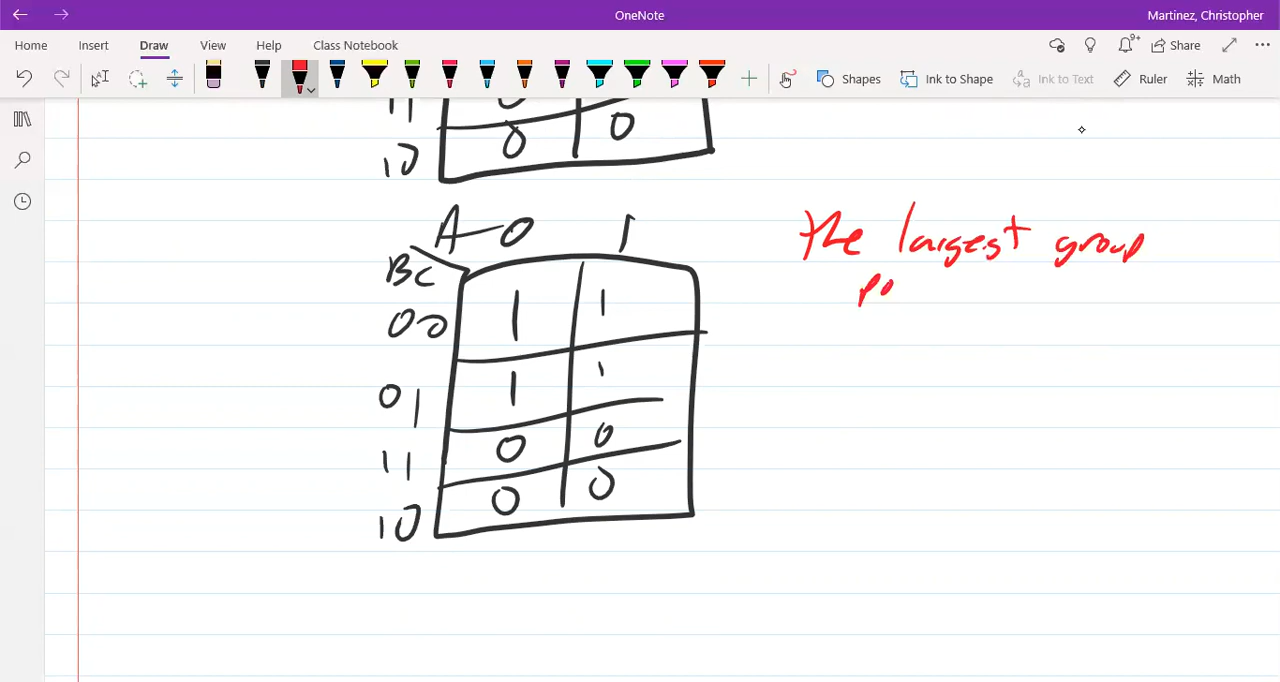 OneNote
Martinez, Christopher
Home Insert Draw View Help Class Notebook Share
Shapes Ink to Shape Ink to Text Ruler Math
11 0
10 0 0
A 0 1
BC
00 1 1
01 1 1
11 0 0
10 0 0
the largest group
po